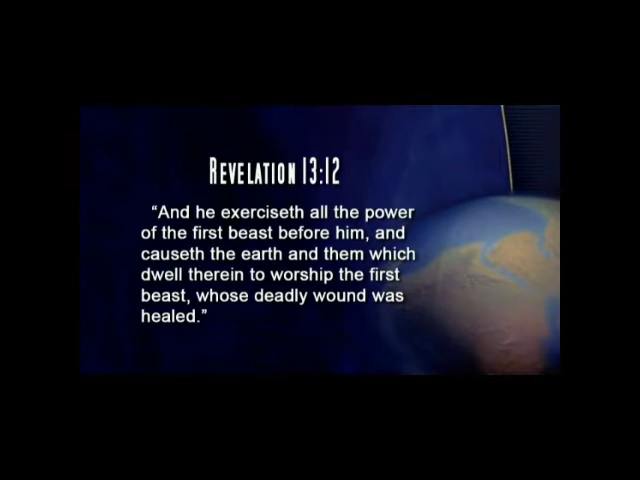 REVELATION 13:12
“And he exerciseth all the power
of the first beast before him, and
causeth the earth and them which
dwell therein to worship the first
beast, whose deadly wound was
healed.”